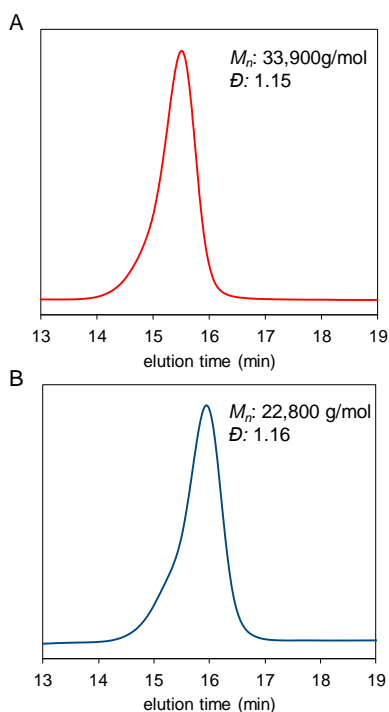 A
Mn: 33,900g/mol
Đ: 1.15
13 14 15 16 17 18 19
elution time (min)
B
Mn: 22,800 g/mol
Đ: 1.16
13 14 15 16 17 18 19
elution time (min)